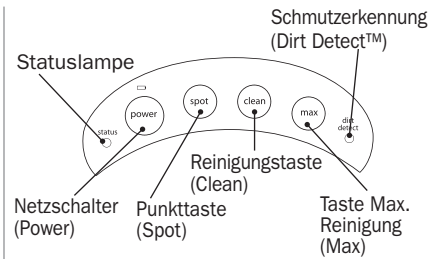 Schmutzerkennung
(Dirt Detect™)
Statuslampe
power
spot
clean
max
status
dirt
detect
Reinigungstaste
(Clean)
Netzschalter
(Power)
Punkttaste
(Spot)
Taste Max.
Reinigung
(Max)